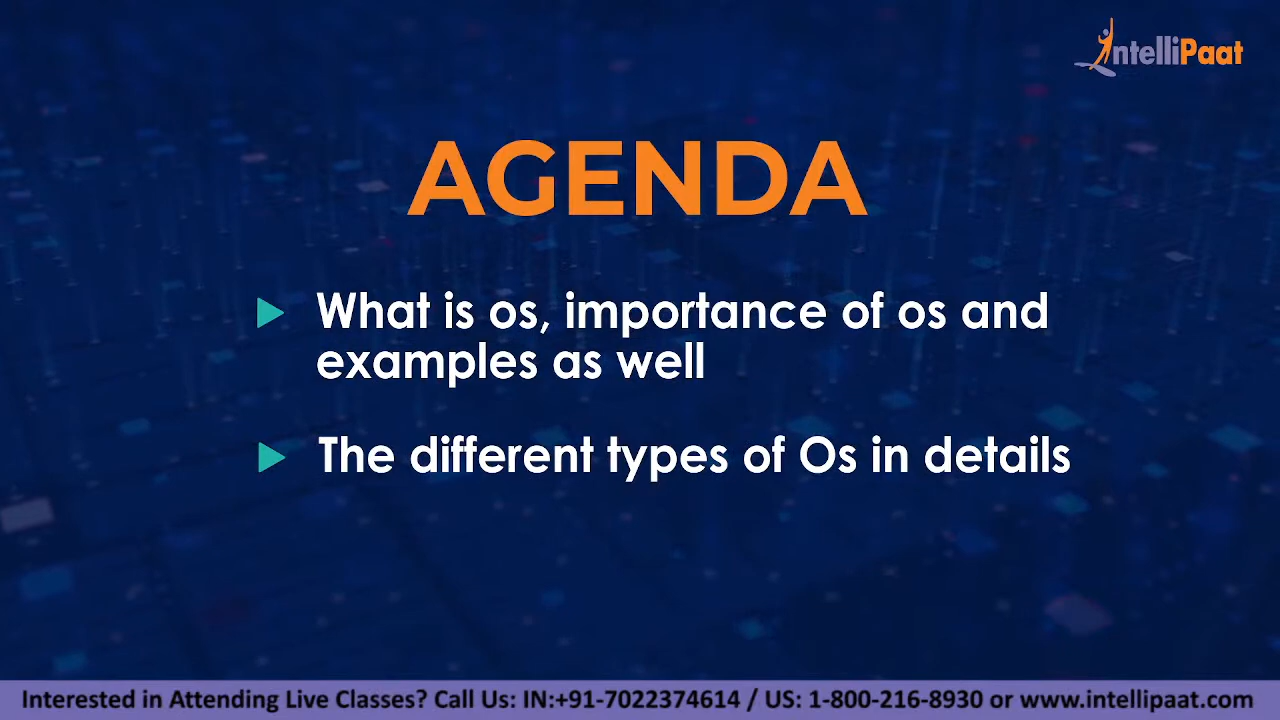 IntelliPaat
AGENDA
What is os, importance of os and
examples as well
The different types of Os in details
Interested in Attending Live Classes? Call Us: IN:+91-7022374614 / US: 1-800-216-8930 or www.intellipaat.com